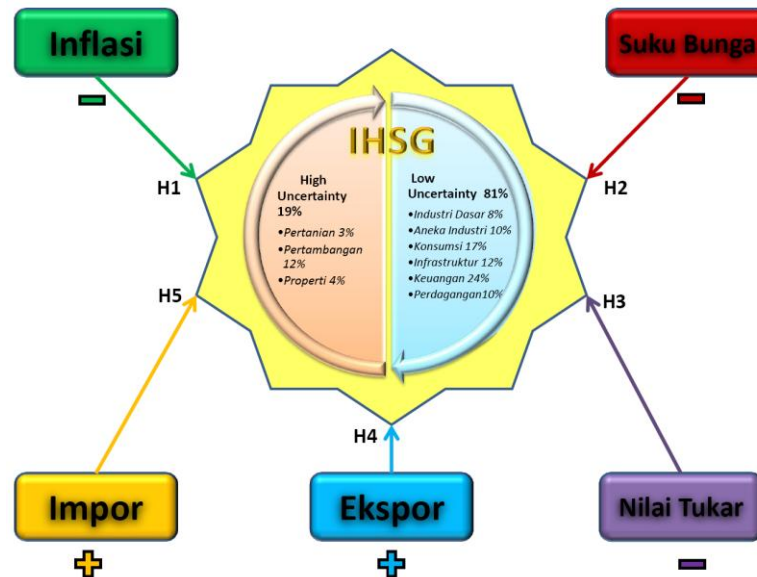 Inflasi
Suku Bunga
IHSG
H1
H2
High
Uncertainty
19%
•Pertanian 3%
•Pertambangan
12%
•Properti 4%
Low
Uncertainty 81%
•Industri Dasar 8%
•Aneka Industri 10%
•Konsumsi 17%
•Infrastruktur 12%
•Keuangan 24%
•Perdagangan10%
H5
H3
H4
Impor
Ekspor
Nilai Tukar